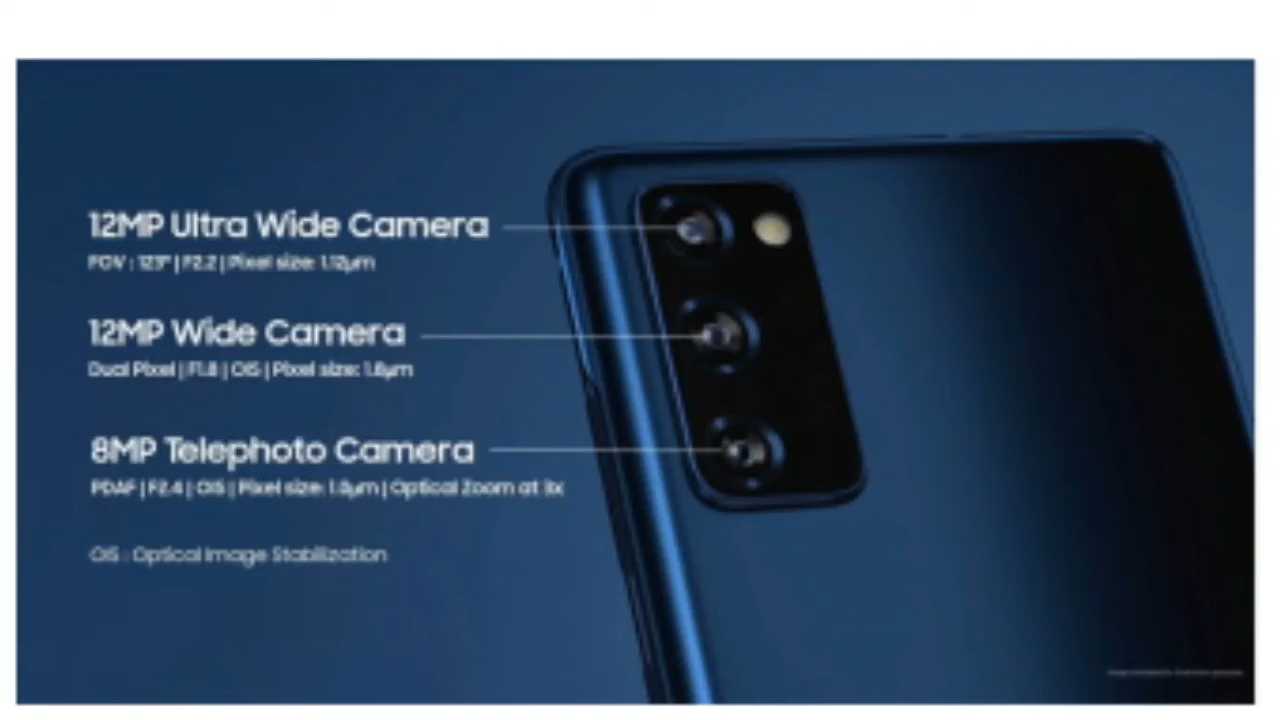 12MP Ultra Wide Camera
FOV : 123° | F2.2 | Pixel size: 1.12μm
12MP Wide Camera
Dual Pixel | F1.8 | OIS | Pixel size: 1.8μm
8MP Telephoto Camera
PDAF | F2.4 | OIS | Pixel size: 1.0μm | Optical Zoom at 3x
OIS : Optical Image Stabilization